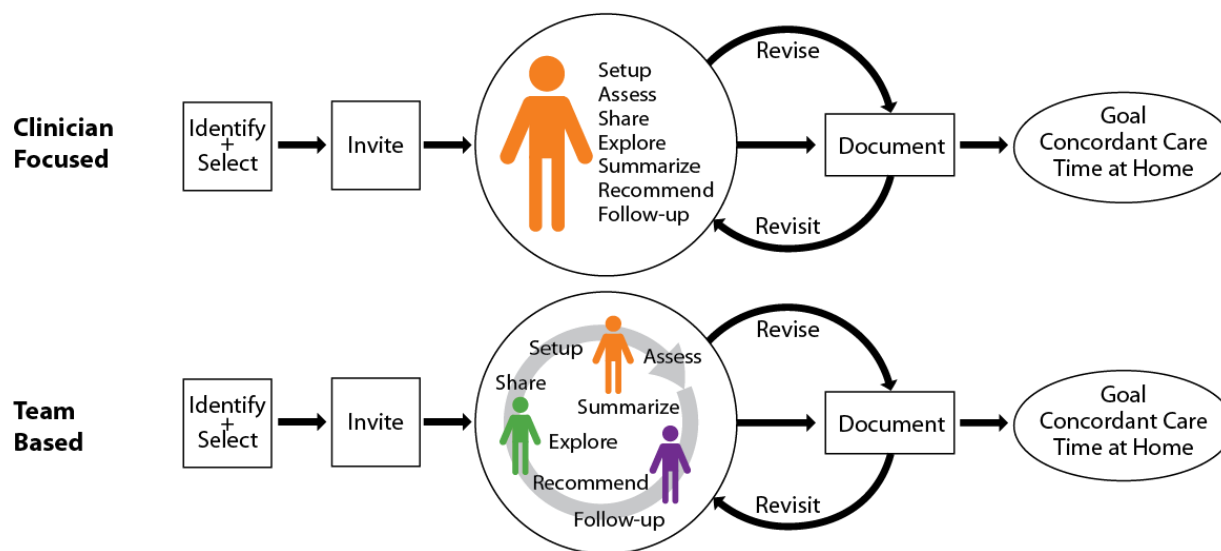 Clinician
Focused
Identify
+
Select
Invite
Setup
Assess
Share
Explore
Summarize
Recommend
Follow-up
Revise
Document
Revisit
Goal
Concordant Care
Time at Home
Team
Based
Identify
+
Select
Invite
Setup
Assess
Share
Summarize
Explore
Recommend
Follow-up
Revise
Document
Revisit
Goal
Concordant Care
Time at Home